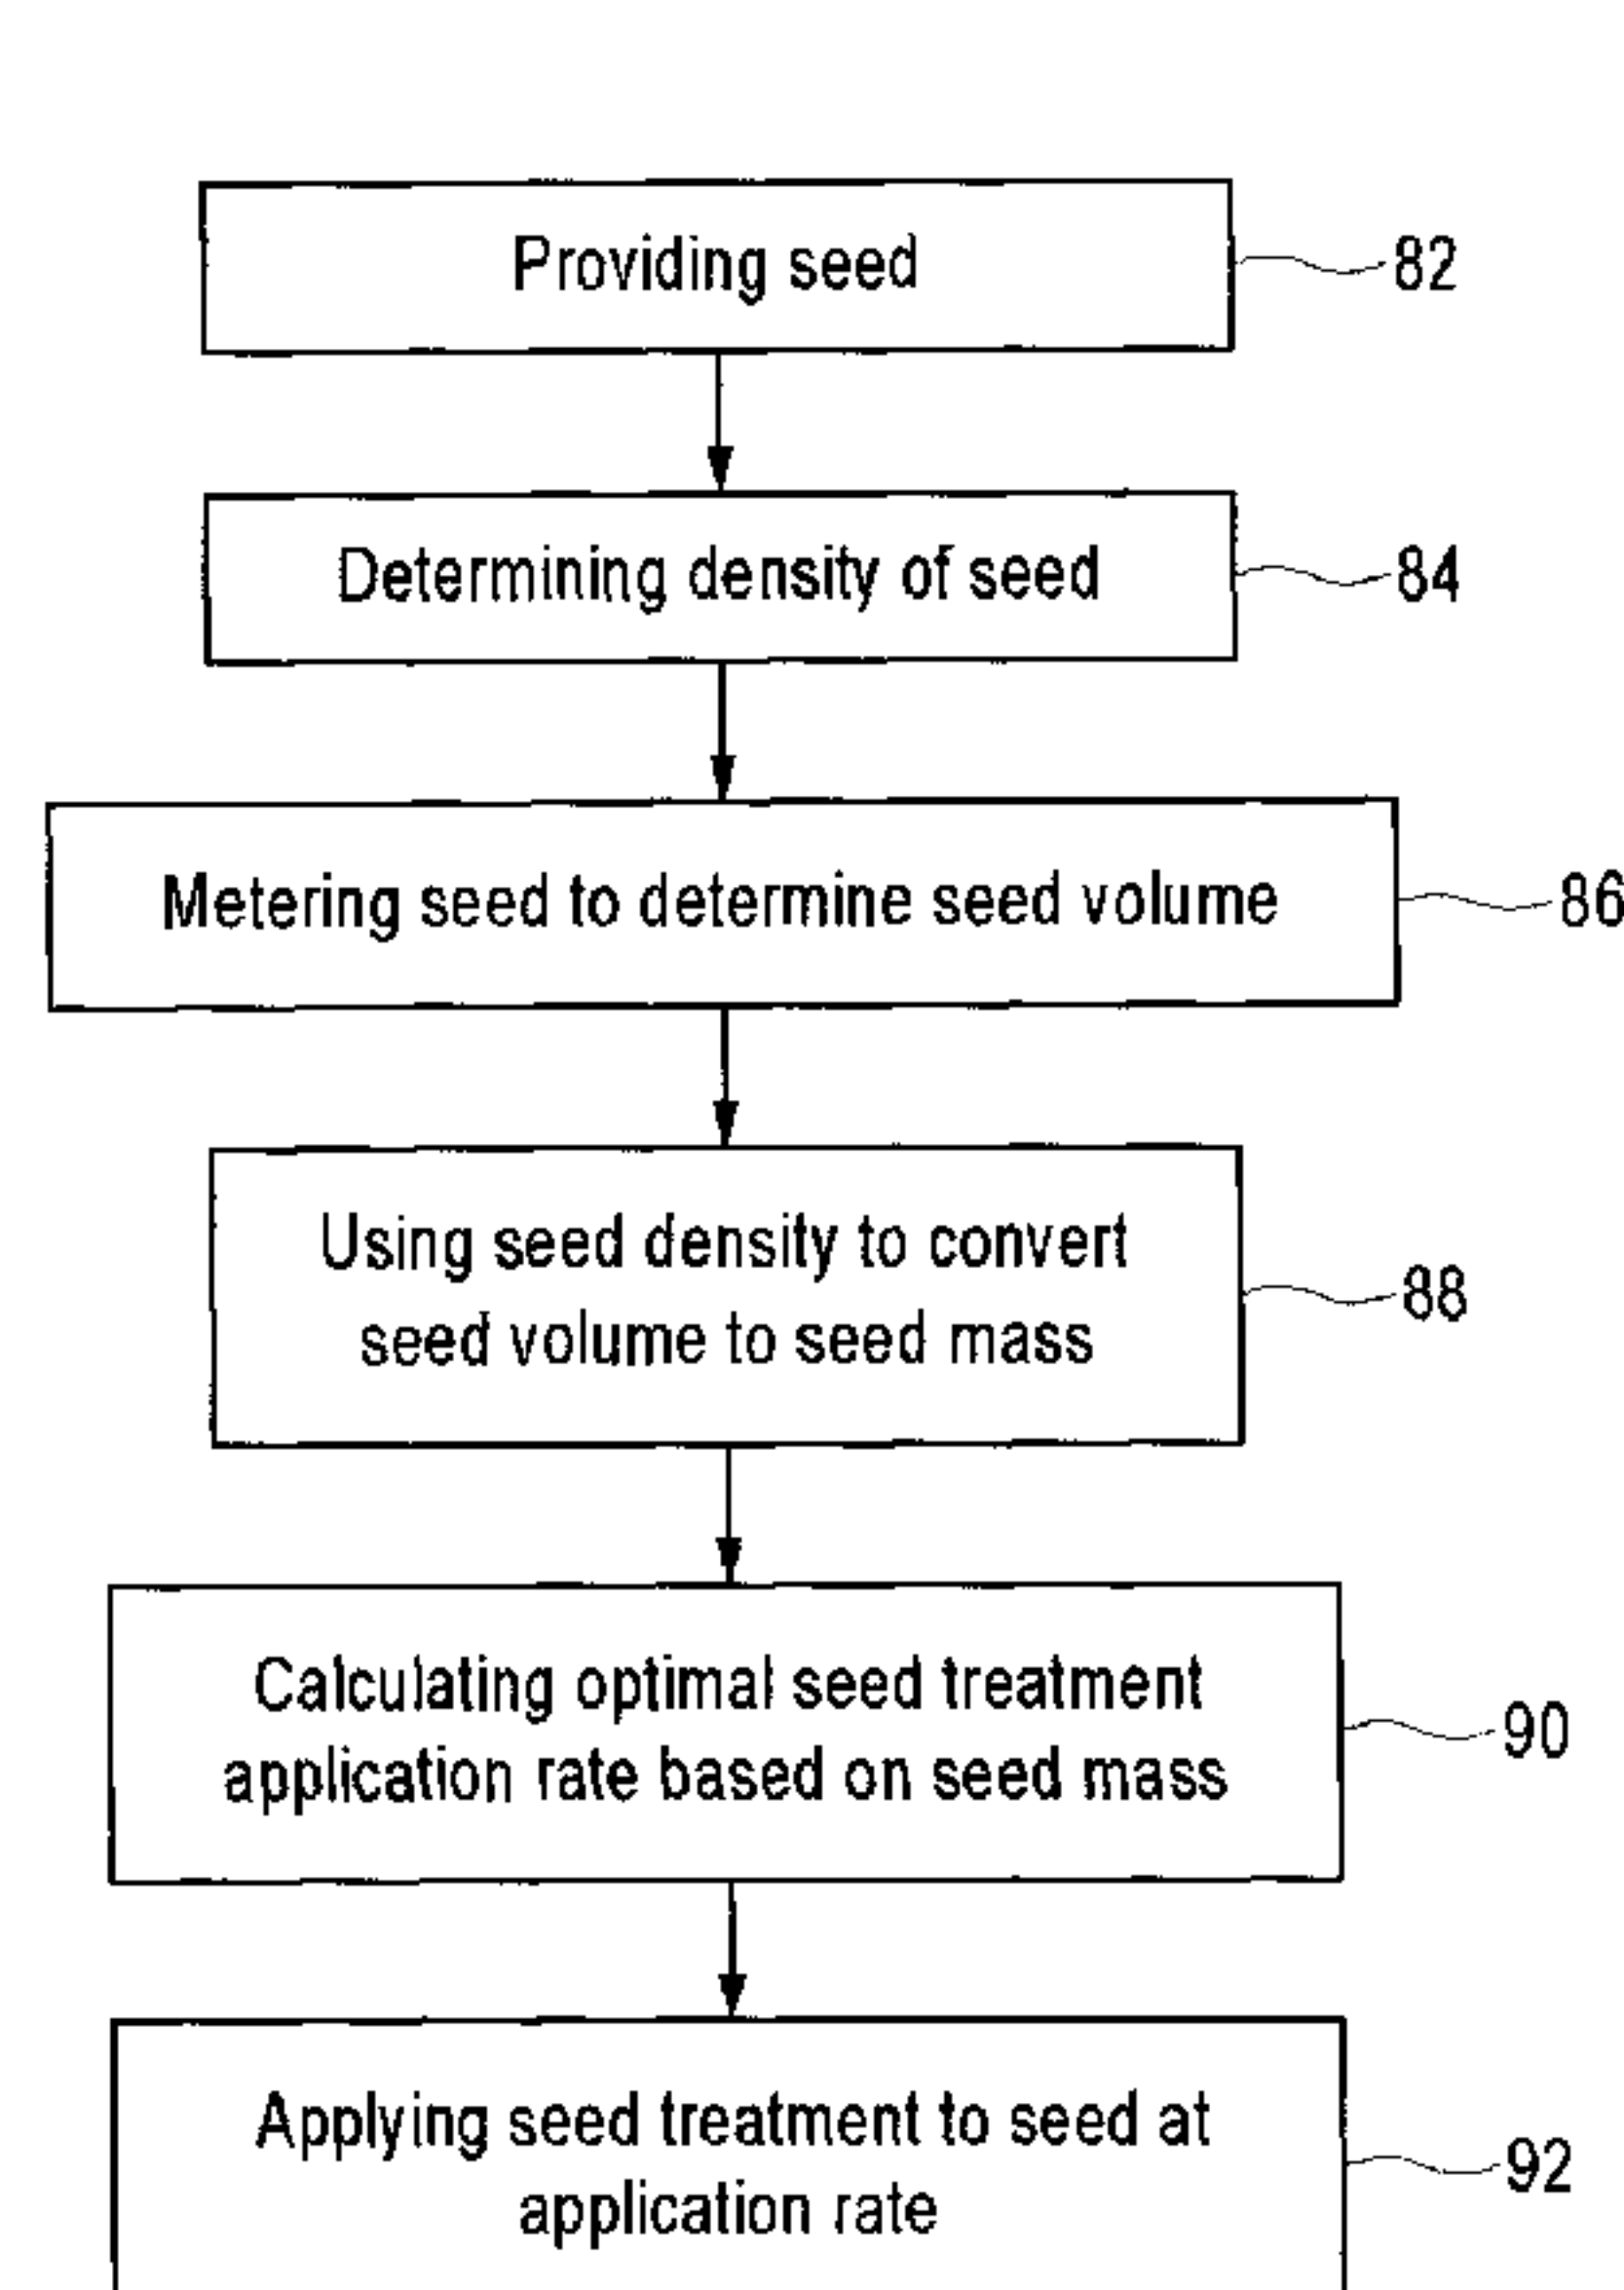 Providing seed
82
Determining density of seed
84
Metering seed to determine seed volume
86
Using seed density to convert
seed volume to seed mass
88
Calculating optimal seed treatment
application rate based on seed mass
90
Applying seed treatment to seed at
application rate
92